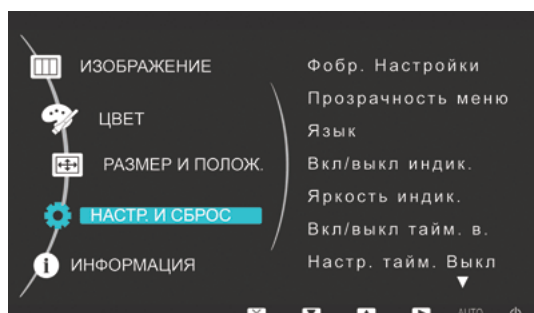 ИЗОБРАЖЕНИЕ
ЦВЕТ
РАЗМЕР И ПОЛОЖ.
НАСТР. И СБРОС
ИНФОРМАЦИЯ
Фобр. Настройки
Прозрачность меню
Язык
Вкл/выкл индик.
Яркость индик.
Вкл/выкл тайм. в.
Настр. тайм. Выкл
AUTO